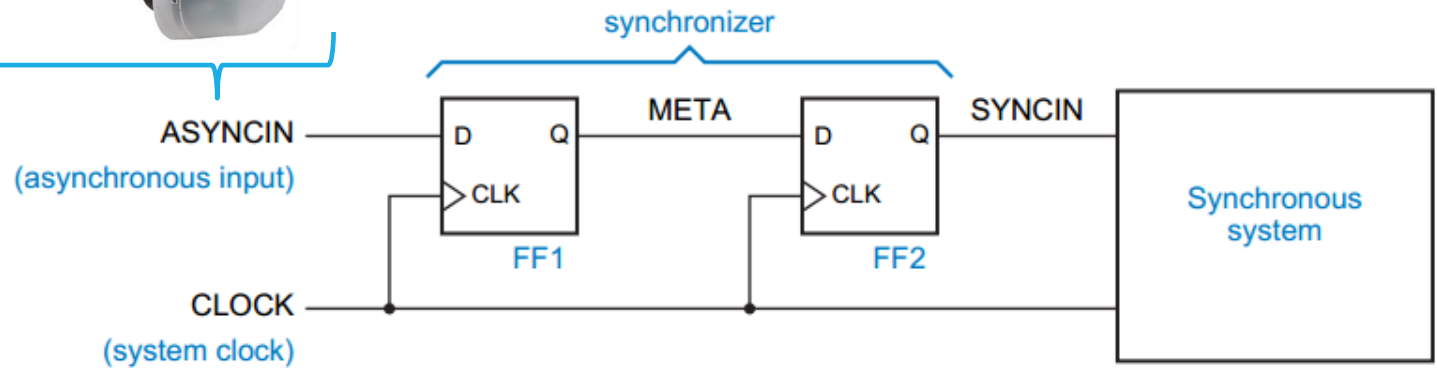 synchronizer
ASYNCIN
(asynchronous input)
D
Q
CLK
FF1
META
D
Q
CLK
FF2
SYNCIN
Synchronous
system
CLOCK
(system clock)